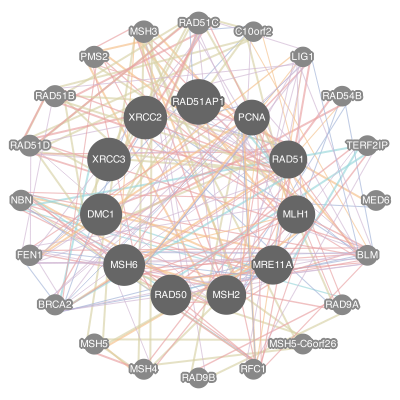 RAD51C
MSH3
C10orf2
PMS2
LIG1
RAD51B
RAD51AP1
RAD54B
XRCC2
PCNA
RAD51D
XRCC3
RAD51
TERF2IP
NBN
DMC1
MLH1
MED6
FEN1
MSH6
MRE11A
BLM
BRCA2
RAD50
MSH2
RAD9A
MSH5
MSH5-C6orf26
MSH4
RAD9B
RFC1